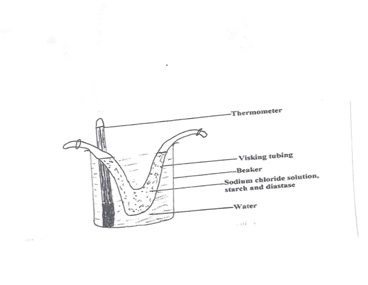 Thermometer
Visking tubing
Beaker
Sodium chloride solution,
starch and diastase
Water